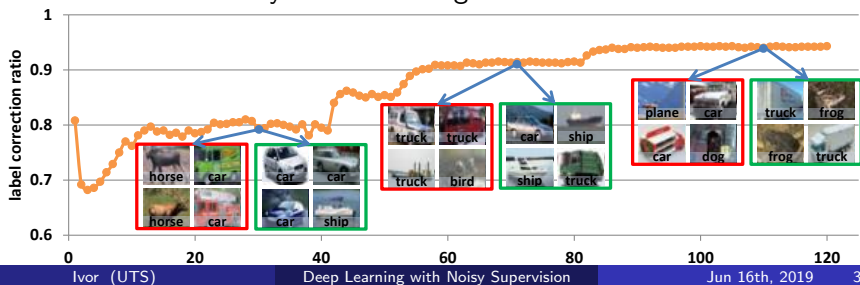 1
0.9
0.8
0.7
0.6
label correction ratio
horse car
horse car
car car
car ship
truck truck
truck bird
car ship
ship truck
plane car
car dog
truck frog
frog truck
0 20 40 60 80 100 120
Ivor (UTS) Deep Learning with Noisy Supervision Jun 16th, 2019 3